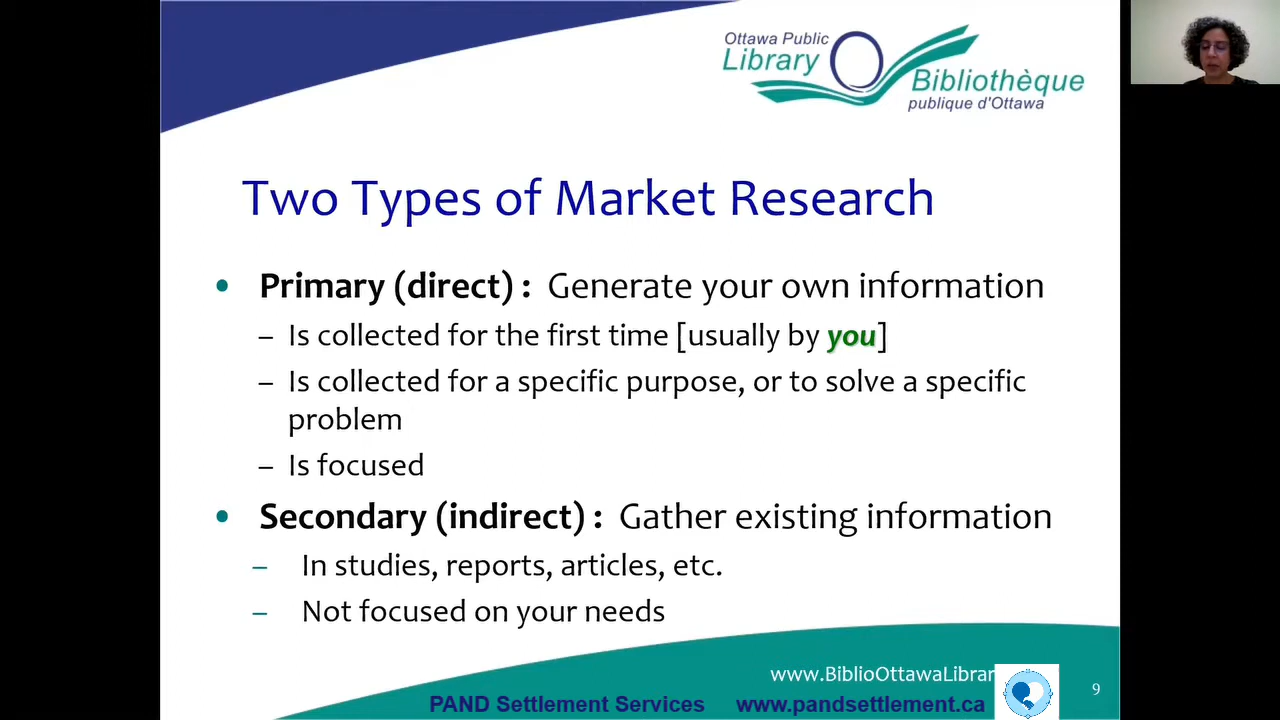 Ottawa Public
Library
Bibliothèque
publique d'Ottawa
Two Types of Market Research
• Primary (direct) : Generate your own information
– Is collected for the first time [usually by you]
– Is collected for a specific purpose, or to solve a specific
problem
– Is focused
• Secondary (indirect) : Gather existing information
– In studies, reports, articles, etc.
– Not focused on your needs
www.BiblioOttawaLibrar
9
PAND Settlement Services www.pandsettlement.ca